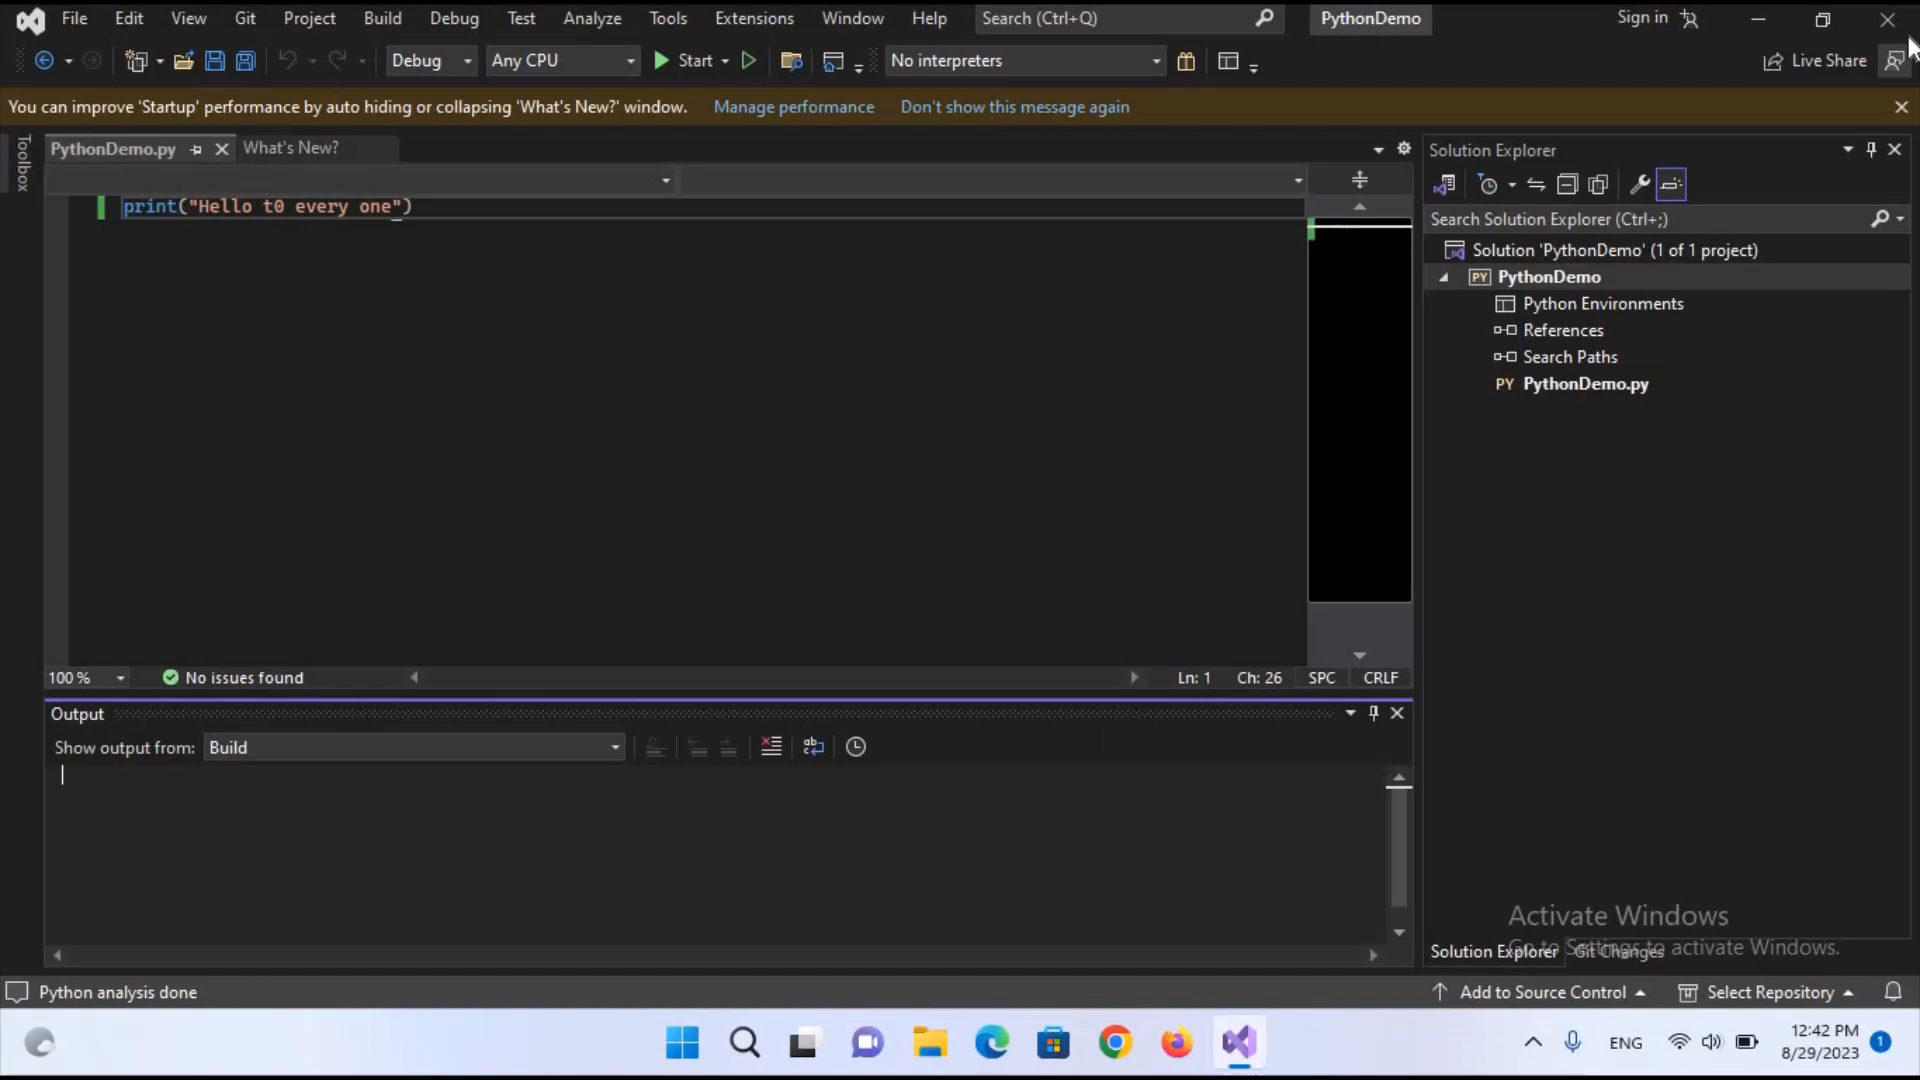 File Edit View Git Project Build Debug Test Analyze Tools Extensions Window Help Search (Ctrl+Q) PythonDemo Sign in
Debug Any CPU Start No interpreters Live Share
You can improve 'Startup' performance by auto hiding or collapsing 'What's New?' window. Manage performance Don't show this message again
Toolbox
PythonDemo.py What's New?
print("Hello t0 every one")
100 % No issues found Ln: 1 Ch: 26 SPC CRLF
Output
Show output from: Build
Solution Explorer
Search Solution Explorer (Ctrl+;)
Solution 'PythonDemo' (1 of 1 project)
PY PythonDemo
Python Environments
References
Search Paths
PY PythonDemo.py
Activate Windows
Go to Settings to activate Windows.
Solution Explorer Git Changes
Python analysis done Add to Source Control Select Repository
ENG 12:42 PM
8/29/2023 1